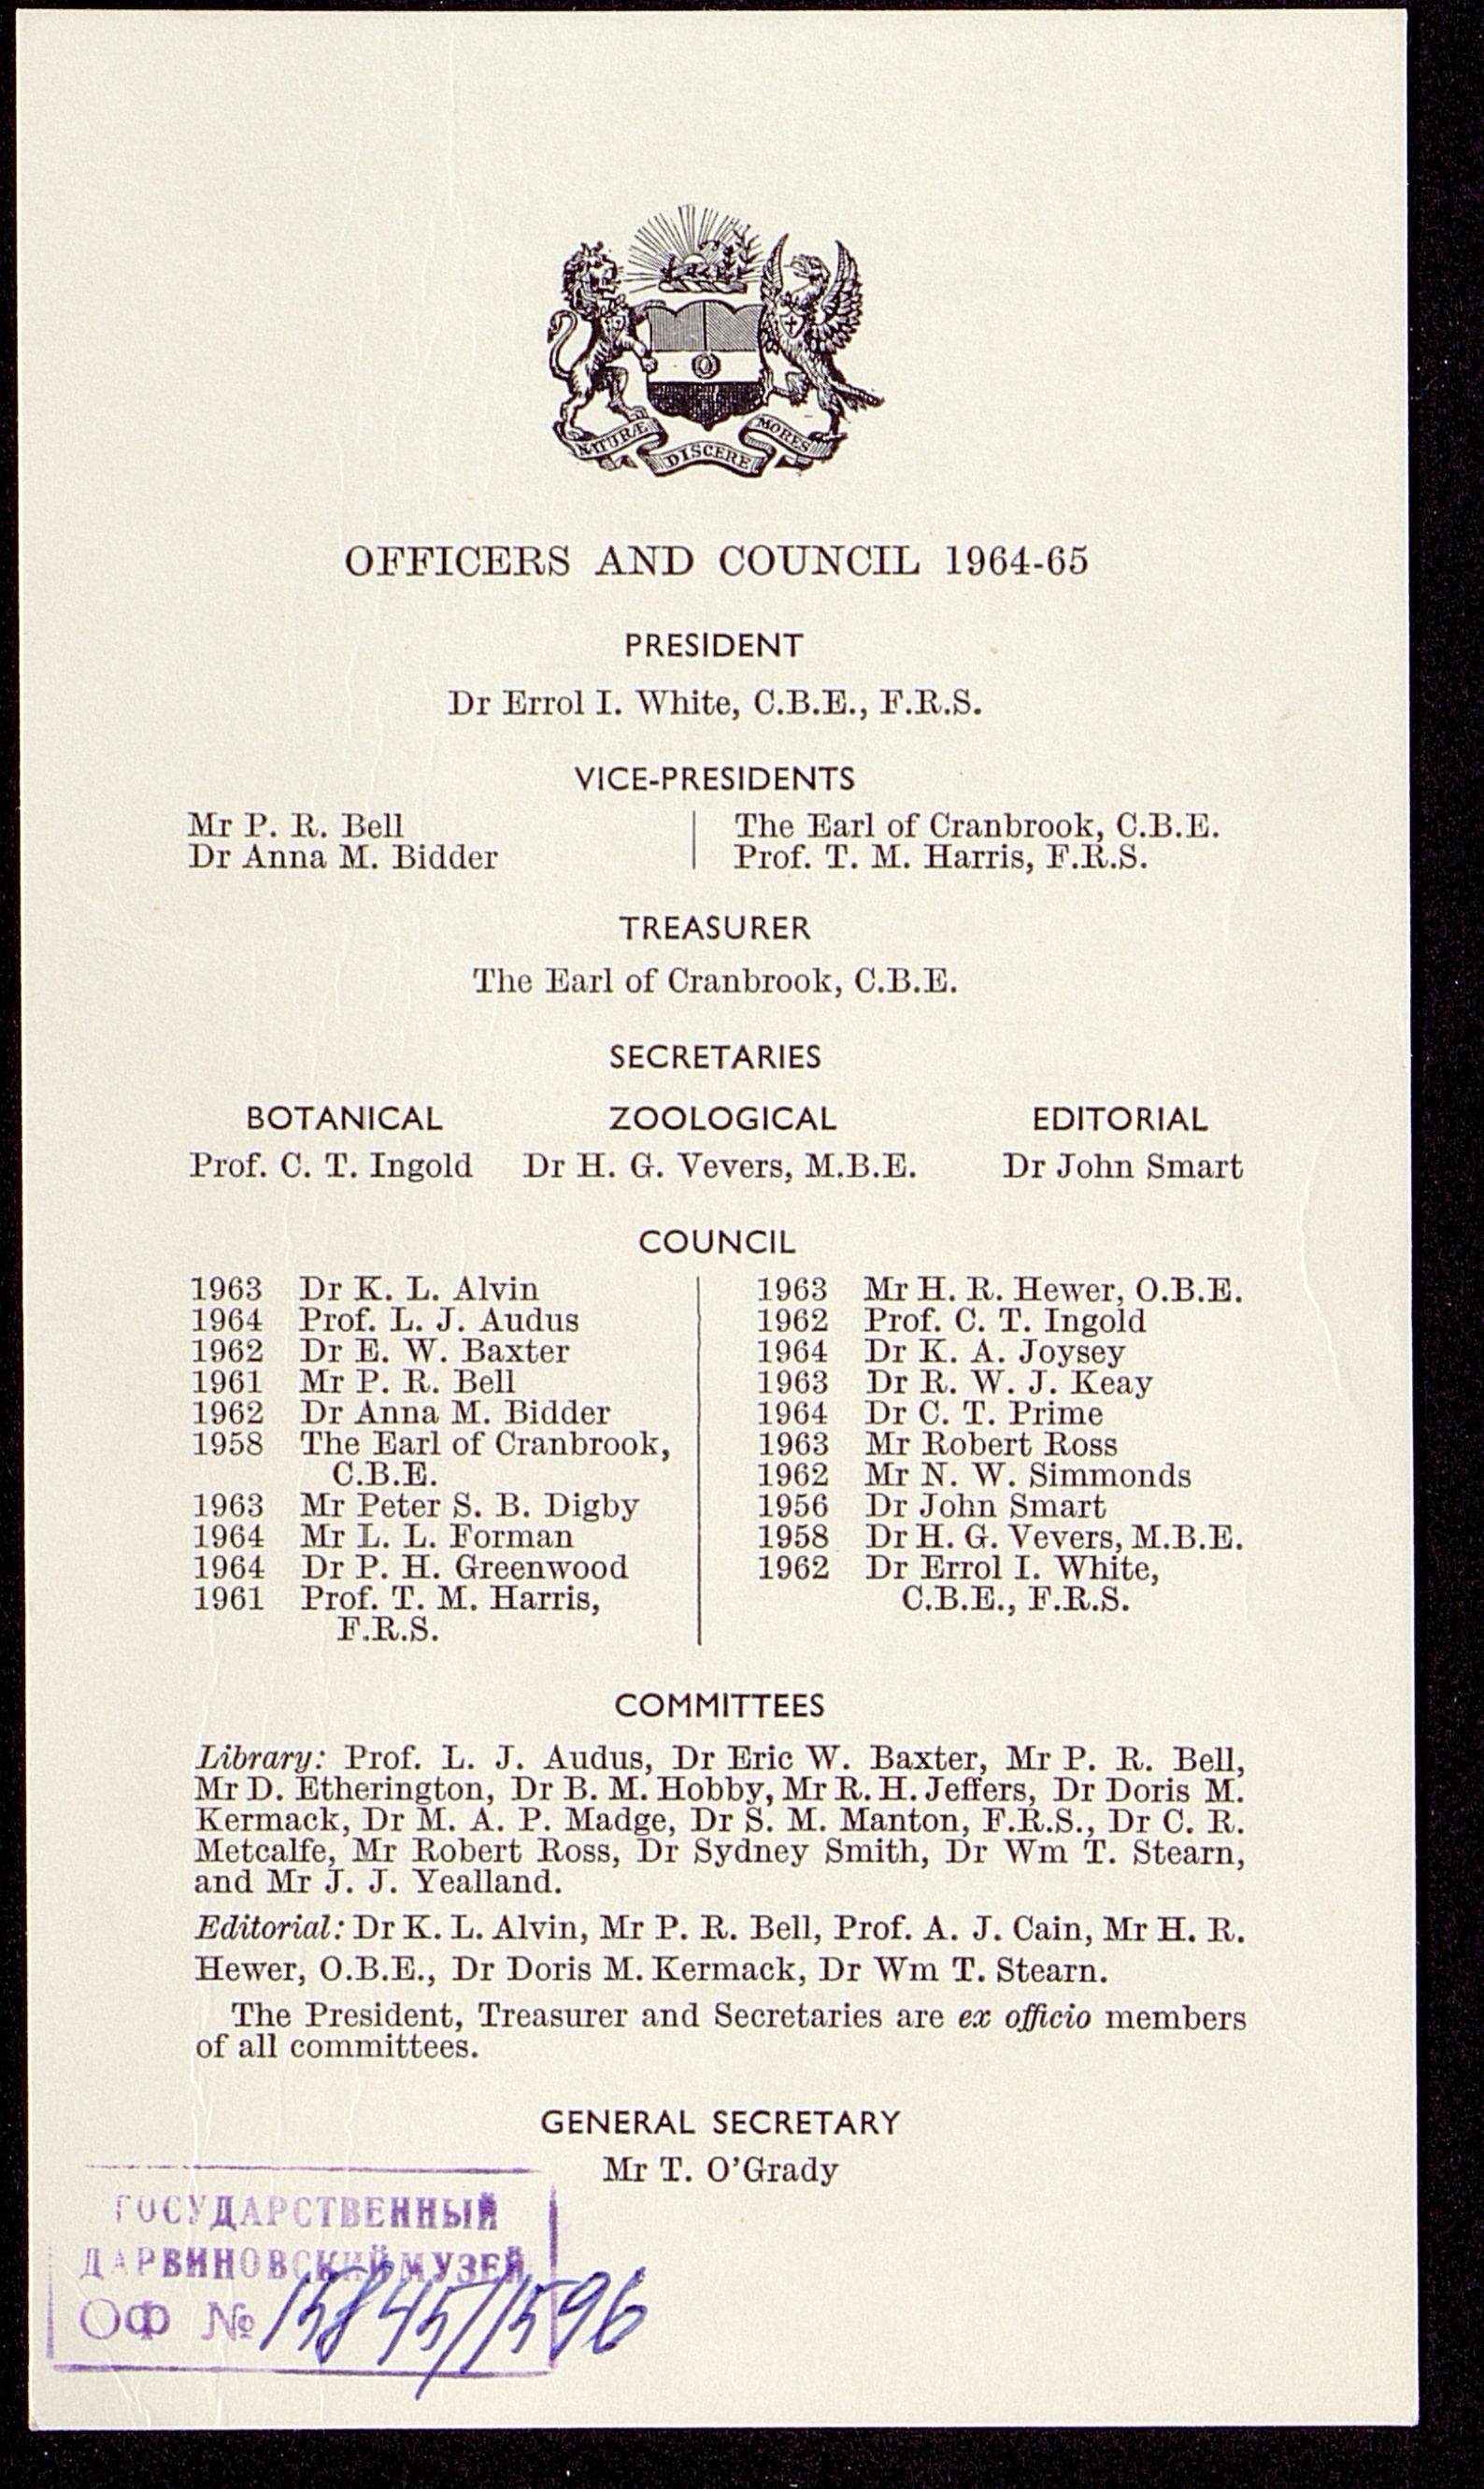 NATURÆ DISCERE MORES
OFFICERS AND COUNCIL 1964-65
PRESIDENT
Dr Errol I. White, C.B.E., F.R.S.
VICE-PRESIDENTS
Mr P. R. Bell
Dr Anna M. Bidder
The Earl of Cranbrook, C.B.E.
Prof. T. M. Harris, F.R.S.
TREASURER
The Earl of Cranbrook, C.B.E.
SECRETARIES
BOTANICAL ZOOLOGICAL EDITORIAL
Prof. C. T. Ingold Dr H. G. Vevers, M.B.E. Dr John Smart
COUNCIL
1963 Dr K. L. Alvin
1964 Prof. L. J. Audus
1962 Dr E. W. Baxter
1961 Mr P. R. Bell
1962 Dr Anna M. Bidder
1958 The Earl of Cranbrook,
C.B.E.
1963 Mr Peter S. B. Digby
1964 Mr L. L. Forman
1964 Dr P. H. Greenwood
1961 Prof. T. M. Harris,
F.R.S.
1963 Mr H. R. Hewer, O.B.E.
1962 Prof. C. T. Ingold
1964 Dr K. A. Joysey
1963 Dr R. W. J. Keay
1964 Dr C. T. Prime
1963 Mr Robert Ross
1962 Mr N. W. Simmonds
1956 Dr John Smart
1958 Dr H. G. Vevers, M.B.E.
1962 Dr Errol I. White,
C.B.E., F.R.S.
COMMITTEES
Library: Prof. L. J. Audus, Dr Eric W. Baxter, Mr P. R. Bell,
Mr D. Etherington, Dr B. M. Hobby, Mr R. H. Jeffers, Dr Doris M.
Kermack, Dr M. A. P. Madge, Dr S. M. Manton, F.R.S., Dr C. R.
Metcalfe, Mr Robert Ross, Dr Sydney Smith, Dr Wm T. Stearn,
and Mr J. J. Yealland.
Editorial: Dr K. L. Alvin, Mr P. R. Bell, Prof. A. J. Cain, Mr H. R.
Hewer, O.B.E., Dr Doris M. Kermack, Dr Wm T. Stearn.
The President, Treasurer and Secretaries are ex officio members
of all committees.
GENERAL SECRETARY
Mr T. O'Grady
ГОСУДАРСТВЕННЫЙ
ДАРВИНОВСКИЙ МУЗЕЙ
ОФ № 15845/1596